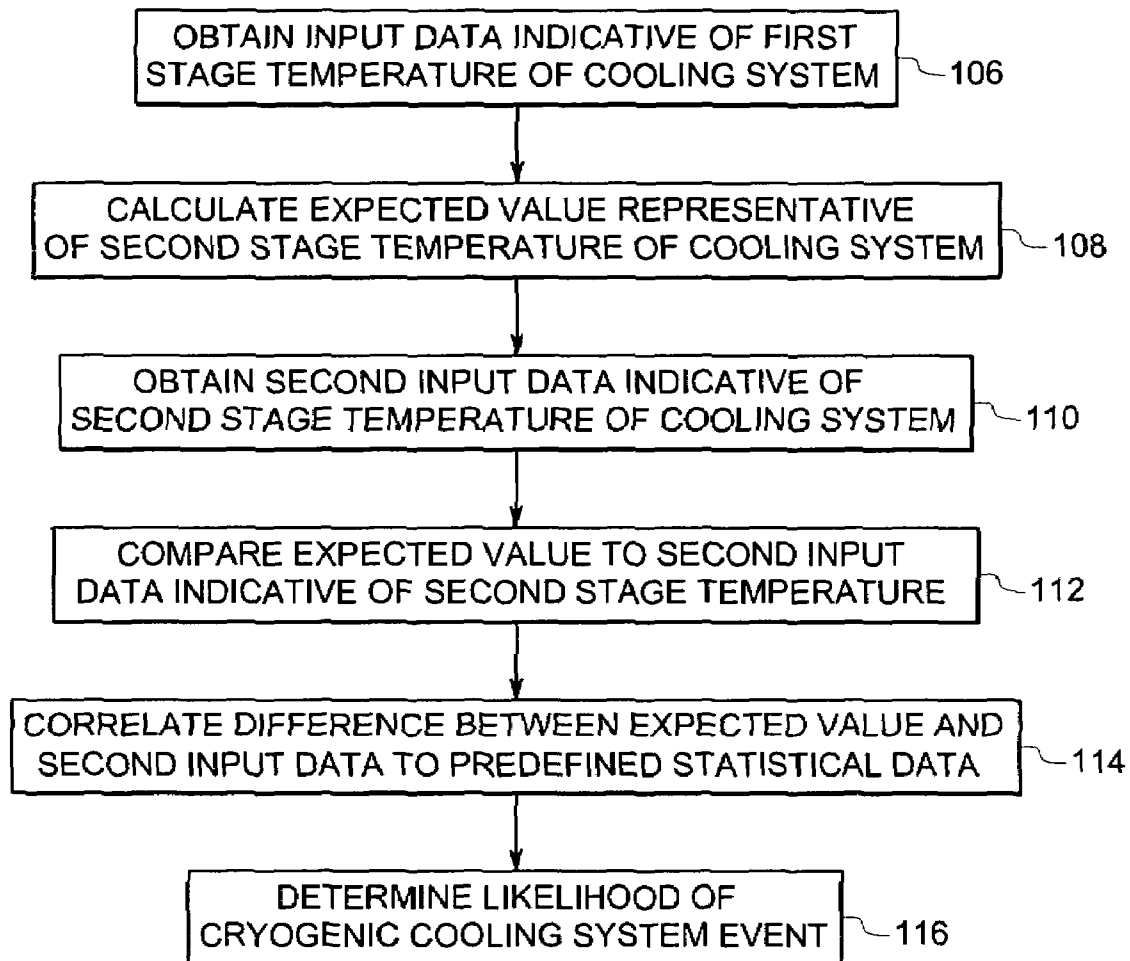 OBTAIN INPUT DATA INDICATIVE OF FIRST
STAGE TEMPERATURE OF COOLING SYSTEM
106
CALCULATE EXPECTED VALUE REPRESENTATIVE
OF SECOND STAGE TEMPERATURE OF COOLING SYSTEM
108
OBTAIN SECOND INPUT DATA INDICATIVE OF
SECOND STAGE TEMPERATURE OF COOLING SYSTEM
110
COMPARE EXPECTED VALUE TO SECOND INPUT
DATA INDICATIVE OF SECOND STAGE TEMPERATURE
112
CORRELATE DIFFERENCE BETWEEN EXPECTED VALUE AND
SECOND INPUT DATA TO PREDEFINED STATISTICAL DATA
114
DETERMINE LIKELIHOOD OF
CRYOGENIC COOLING SYSTEM EVENT
116